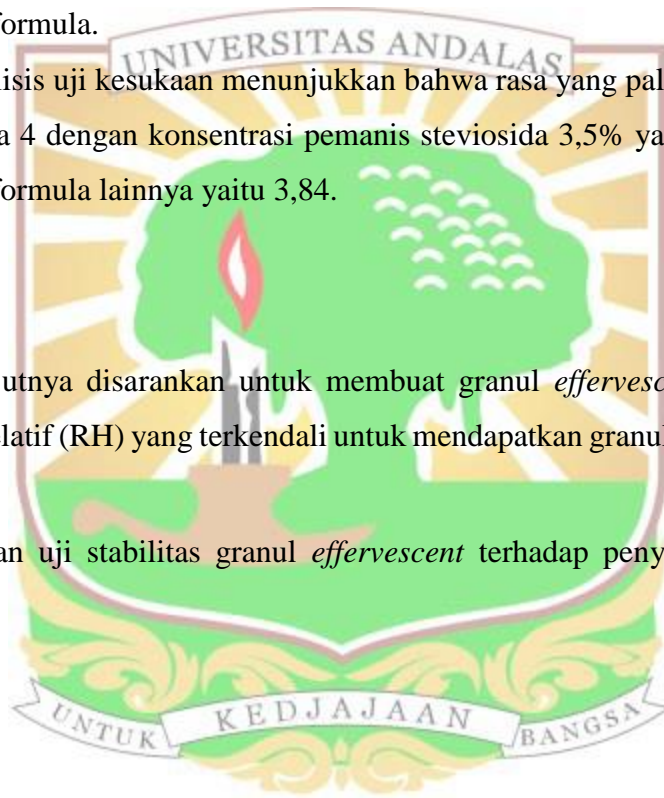 formula.
UNIVERSITAS ANDALAS
lisis uji kesukaan menunjukkan bahwa rasa yang pal
a 4 dengan konsentrasi pemanis steviosida 3,5% ya
formula lainnya yaitu 3,84.
utnya disarankan untuk membuat granul effervesc
elatif (RH) yang terkendali untuk mendapatkan granul
an uji stabilitas granul effervescent terhadap peny
UNTUK KEDJAJAAN BANGSA